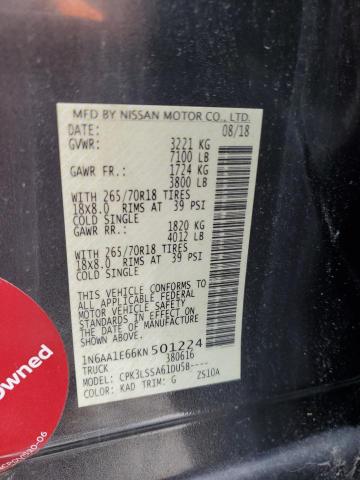 MFD BY NISSAN MOTOR CO., LTD.
DATE: 08/18
GVWR: 3221 KG
7100 LB
GAWR FR.: 1724 KG
3800 LB
WITH 265/70R18 TIRES
18X8.0 RIMS AT 39 PSI
COLD SINGLE
GAWR RR.: 1820 KG
4012 LB
WITH 265/70R18 TIRES
18X8.0 RIMS AT 39 PSI
COLD SINGLE
THIS VEHICLE CONFORMS TO
ALL APPLICABLE FEDERAL
MOTOR VEHICLE SAFETY
STANDARDS IN EFFECT ON
THE DATE OF MANUFACTURE
SHOWN ABOVE.
1N6AA1E66KN501224
TRUCK 380616
MODEL: CPK3LSSA61DU5B----
COLOR: KAD TRIM: G ZS10A
owned